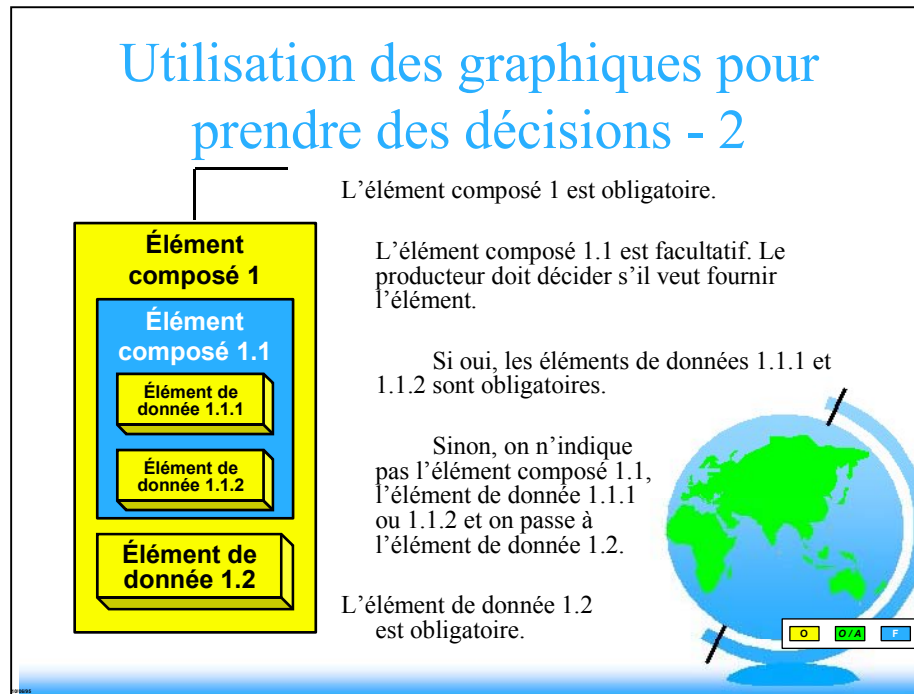 Utilisation des graphiques pour
prendre des décisions - 2
Élément
composé 1
Élément
composé 1.1
Élément de
donnée 1.1.1
Élément de
donnée 1.1.2
Élément de
donnée 1.2
L'élément composé 1 est obligatoire.
L'élément composé 1.1 est facultatif. Le
producteur doit décider s'il veut fournir
l'élément.
Si oui, les éléments de données 1.1.1 et
1.1.2 sont obligatoires.
Sinon, on n'indique
pas l'élément composé 1.1,
l'élément de donnée 1.1.1
ou 1.1.2 et on passe à
l'élément de donnée 1.2.
L'élément de donnée 1.2
est obligatoire.
O
O/A
F